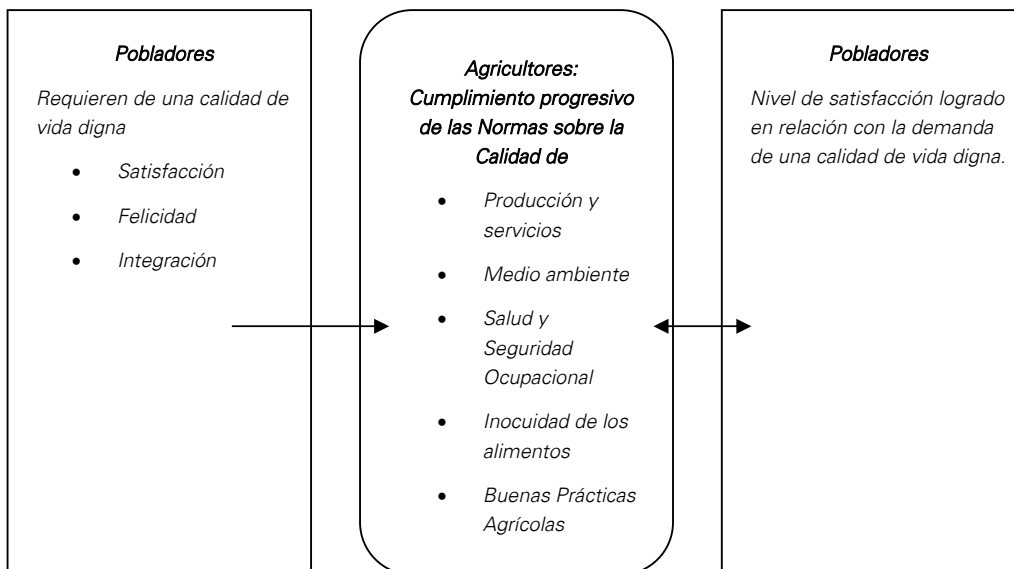 Pobladores
Requieren de una calidad de
vida digna
• Satisfacción
• Felicidad
• Integración
Agricultores:
Cumplimiento progresivo
de las Normas sobre la
Calidad de
• Producción y
servicios
• Medio ambiente
• Salud y
Seguridad
Ocupacional
• Inocuidad de los
alimentos
• Buenas Prácticas
Agrícolas
Pobladores
Nivel de satisfacción logrado
en relación con la demanda
de una calidad de vida digna.